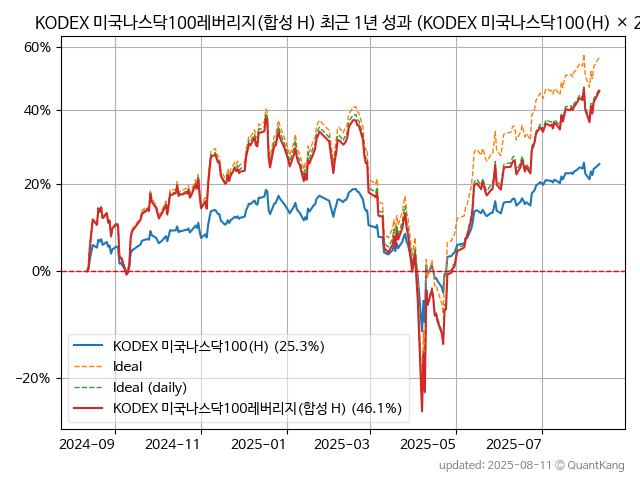 KODEX 미국나스닥100레버리지(합성 H) 최근 1년 성과 (KODEX 미국나스닥100(H) × 2
60%
40%
20%
0%
−20%
KODEX 미국나스닥100(H) (25.3%)
Ideal
Ideal (daily)
KODEX 미국나스닥100레버리지(합성 H) (46.1%)
2024−09
2024−11
2025−01
2025−03
2025−05
2025−07
updated: 2025-08-11 © QuantKang